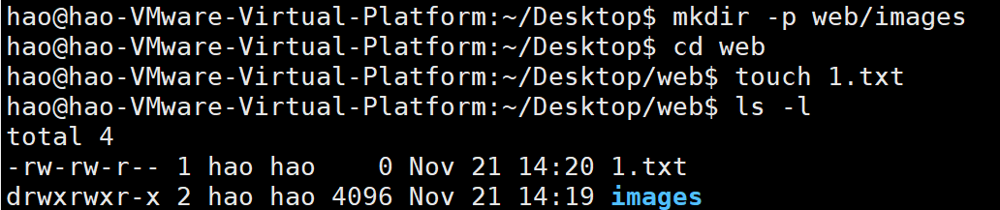 hao@hao-VMware-Virtual-Platform:~/Desktop$ mkdir -p web/images
hao@hao-VMware-Virtual-Platform:~/Desktop$ cd web
hao@hao-VMware-Virtual-Platform:~/Desktop/web$ touch 1.txt
hao@hao-VMware-Virtual-Platform:~/Desktop/web$ ls -l
total 4
-rw-rw-r-- 1 hao hao    0 Nov 21 14:20 1.txt
drwxrwxr-x 2 hao hao 4096 Nov 21 14:19 images